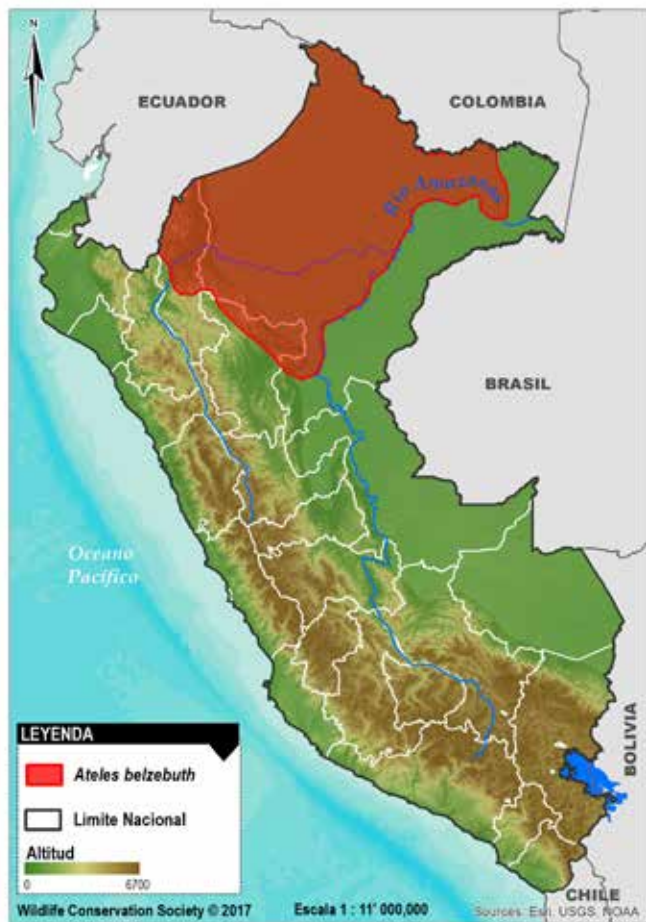 N
ECUADOR
COLOMBIA
Río Amazonas
BRASIL
Oceano
Pacífico
BOLIVIA
LEYENDA
Ateles belzebuth
Limite Nacional
Altitud
0 6700
CHILE
Wildlife Conservation Society © 2017 Escala 1 : 11' 000,000 Sources: Esri, USGS, NOAA